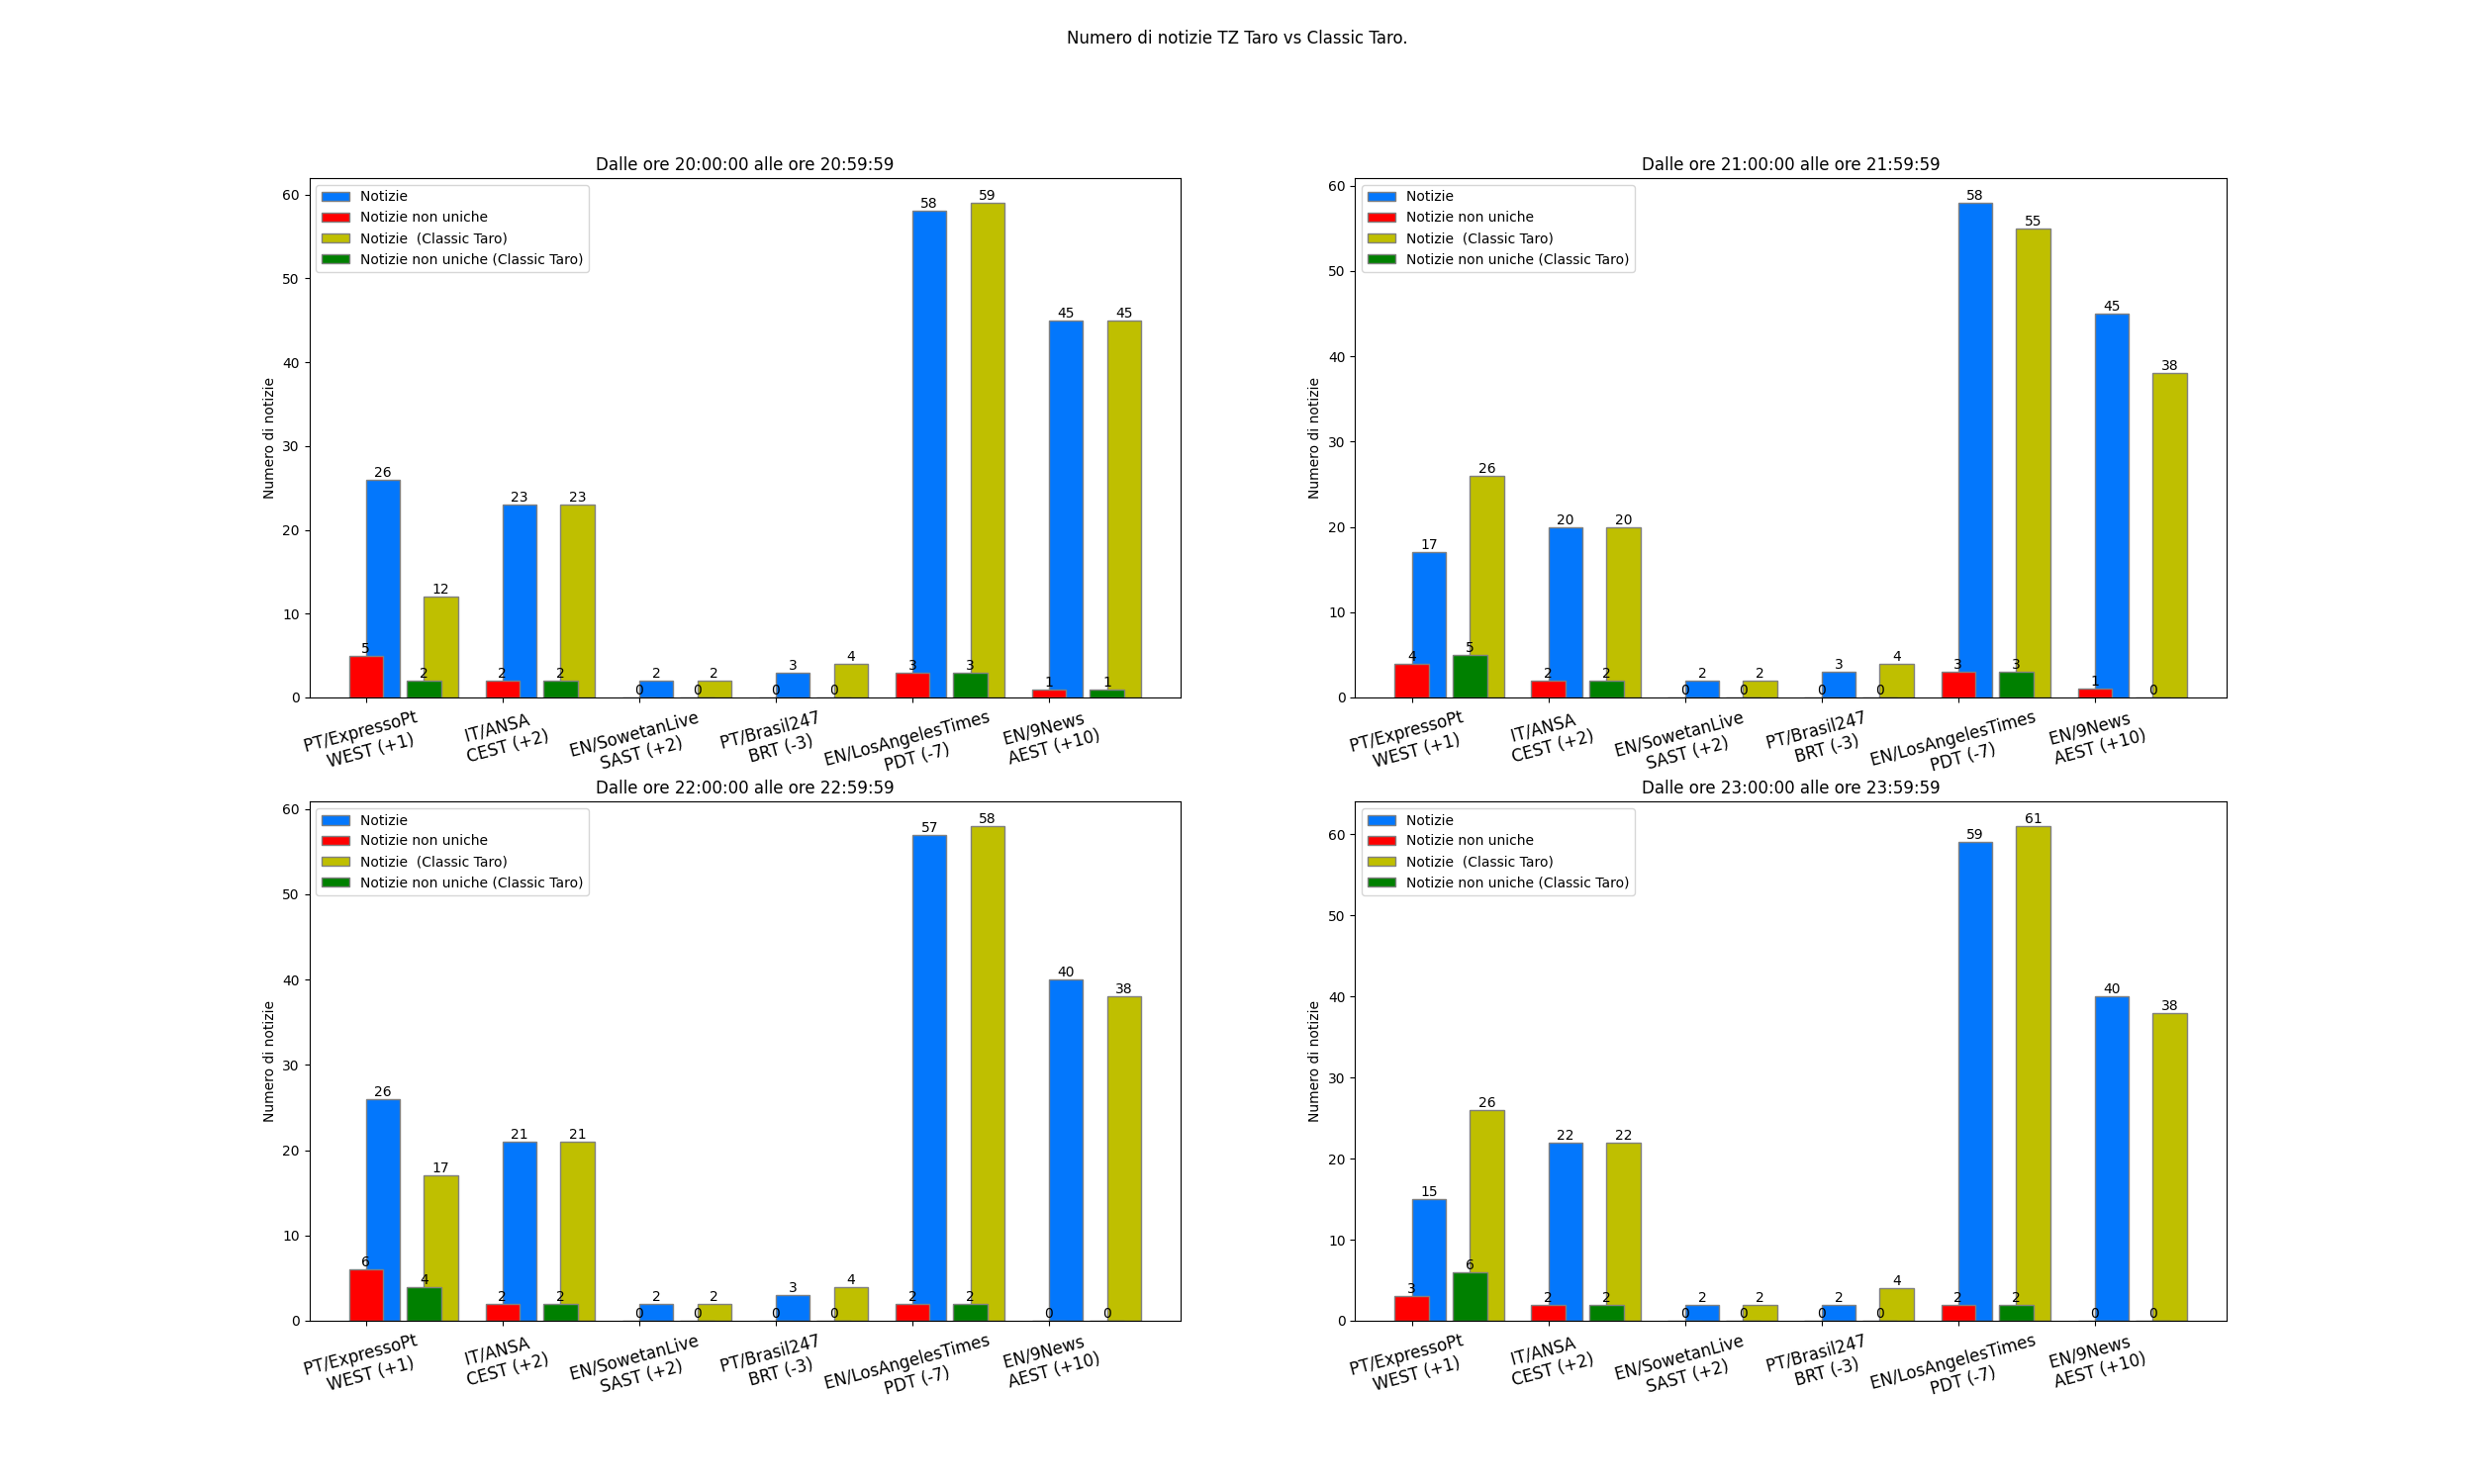 Numero di notizie TZ Taro vs Classic Taro.
Dalle ore 20:00:00 alle ore 20:59:59
Notizie
Notizie non uniche
Notizie  (Classic Taro)
Notizie non uniche (Classic Taro)
Numero di notizie
60
50
40
30
20
10
0
5
26
2
12
2
23
2
23
0
2
0
2
0
3
0
4
3
58
3
59
1
45
1
45
PT/ExpressoPt
WEST (+1)
IT/ANSA
CEST (+2)
EN/SowetanLive
SAST (+2)
PT/Brasil247
BRT (-3)
EN/LosAngelesTimes
PDT (-7)
EN/9News
AEST (+10)
Dalle ore 21:00:00 alle ore 21:59:59
Notizie
Notizie non uniche
Notizie  (Classic Taro)
Notizie non uniche (Classic Taro)
Numero di notizie
60
50
40
30
20
10
0
4
17
5
26
2
20
2
20
0
2
0
2
0
3
0
4
3
58
3
55
1
45
0
38
PT/ExpressoPt
WEST (+1)
IT/ANSA
CEST (+2)
EN/SowetanLive
SAST (+2)
PT/Brasil247
BRT (-3)
EN/LosAngelesTimes
PDT (-7)
EN/9News
AEST (+10)
Dalle ore 22:00:00 alle ore 22:59:59
Notizie
Notizie non uniche
Notizie  (Classic Taro)
Notizie non uniche (Classic Taro)
Numero di notizie
60
50
40
30
20
10
0
6
26
4
17
2
21
2
21
0
2
0
2
0
3
0
4
2
57
2
58
0
40
0
38
PT/ExpressoPt
WEST (+1)
IT/ANSA
CEST (+2)
EN/SowetanLive
SAST (+2)
PT/Brasil247
BRT (-3)
EN/LosAngelesTimes
PDT (-7)
EN/9News
AEST (+10)
Dalle ore 23:00:00 alle ore 23:59:59
Notizie
Notizie non uniche
Notizie  (Classic Taro)
Notizie non uniche (Classic Taro)
Numero di notizie
60
50
40
30
20
10
0
3
15
6
26
2
22
2
22
0
2
0
2
0
2
0
4
2
59
2
61
0
40
0
38
PT/ExpressoPt
WEST (+1)
IT/ANSA
CEST (+2)
EN/SowetanLive
SAST (+2)
PT/Brasil247
BRT (-3)
EN/LosAngelesTimes
PDT (-7)
EN/9News
AEST (+10)